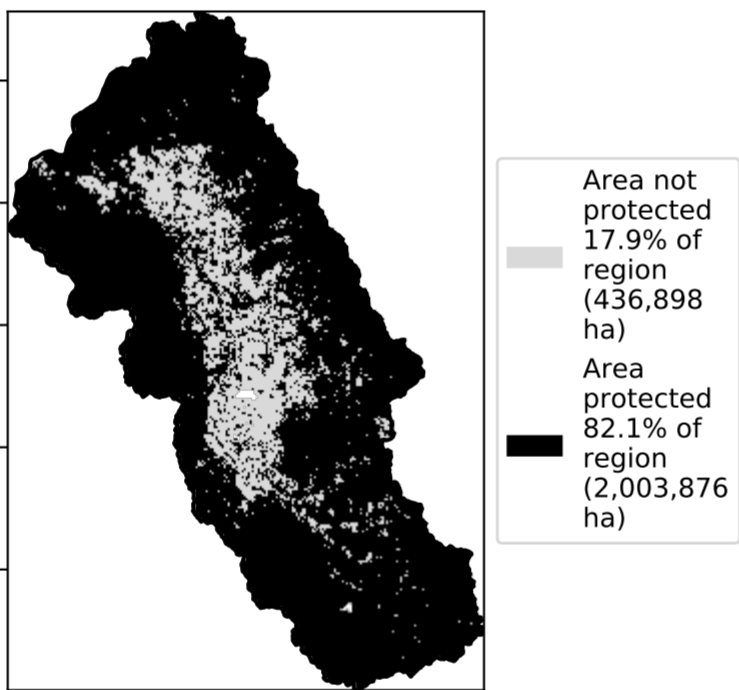 Area not
protected
17.9% of
region
(436,898
ha)
Area
protected
82.1% of
region
(2,003,876
ha)